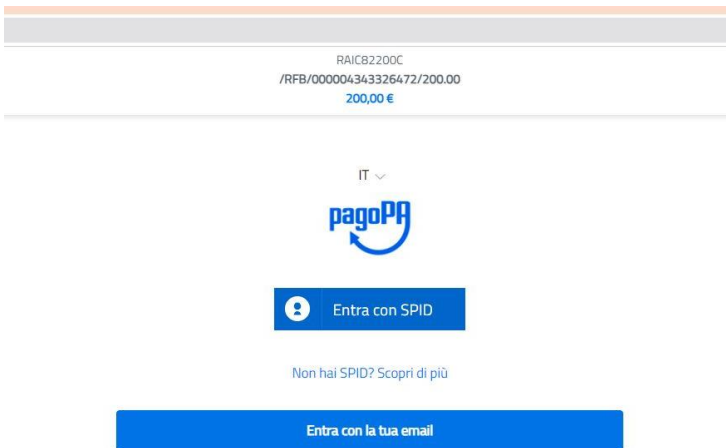 RAIC82200C
/RFB/000004343326472/200.00
200,00 €
IT
pagoPA
Entra con SPID
Non hai SPID? Scopri di più
Entra con la tua email